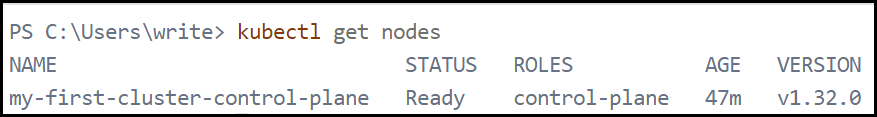 PS C:\Users\write> kubectl get nodes
NAME STATUS ROLES AGE VERSION
my-first-cluster-control-plane Ready control-plane 47m v1.32.0